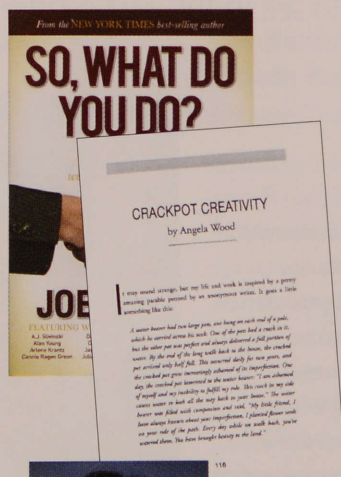 From the NEW YORK TIMES best-selling author
SO, WHAT DO
YOU DO?
JOE
FEATURING W
A.J. Slivinski
Alan Young
Arlene Krantz
Connie Ragen Green
CRACKPOT CREATIVITY
by Angela Wood
It may sound strange, but my life and work is inspired by a pretty
amazing parable penned by an anonymous writer. It goes a little
something like this:
A water bearer had two large pots, one hung on each end of a pole,
which he carried across his neck. One of the pots had a crack in it,
but the other pot was perfect and always delivered a full portion of
water. By the end of the long walk back to the house, the cracked
pot arrived only half full. This occurred daily for two years, and
the cracked pot grew increasingly ashamed of its imperfection. One
day, the cracked pot lamented to the water bearer: "I am ashamed
of myself and my inability to fulfill my role. This crack in my side
causes water to leak all the way back to your house." The water
bearer was filled with compassion and said, "My little friend, I
have always known about your imperfection, I planted flower seeds
on your side of the path. Every day while we walk back, you've
watered them. You have brought beauty to the land."
118